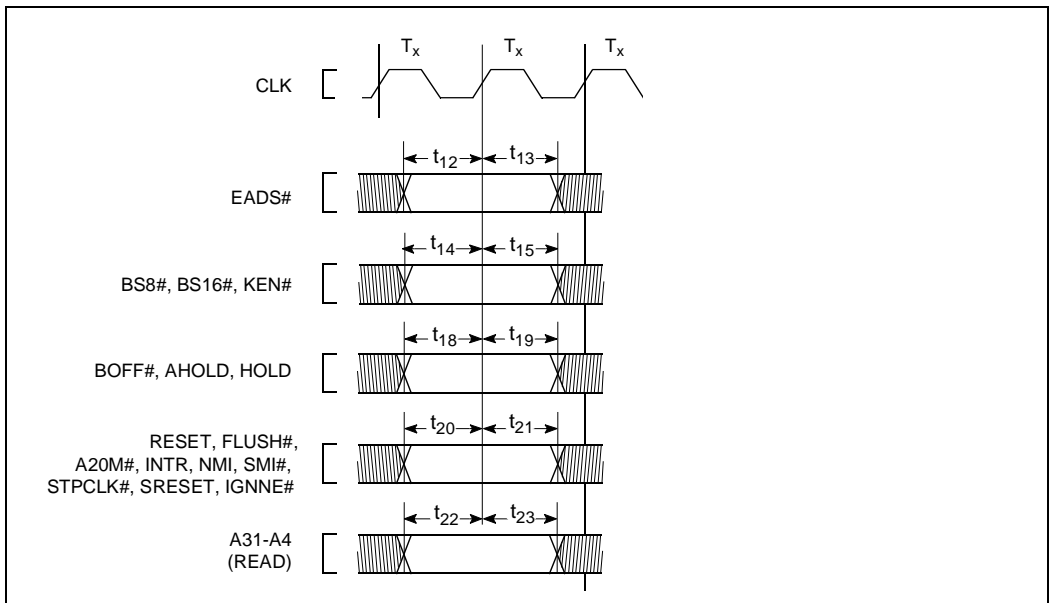 Tx Tx Tx
CLK
t12 t13
EADS#
t14 t15
BS8#, BS16#, KEN#
t18 t19
BOFF#, AHOLD, HOLD
t20 t21
RESET, FLUSH#,
A20M#, INTR, NMI, SMI#,
STPCLK#, SRESET, IGNNE#
t22 t23
A31-A4
(READ)